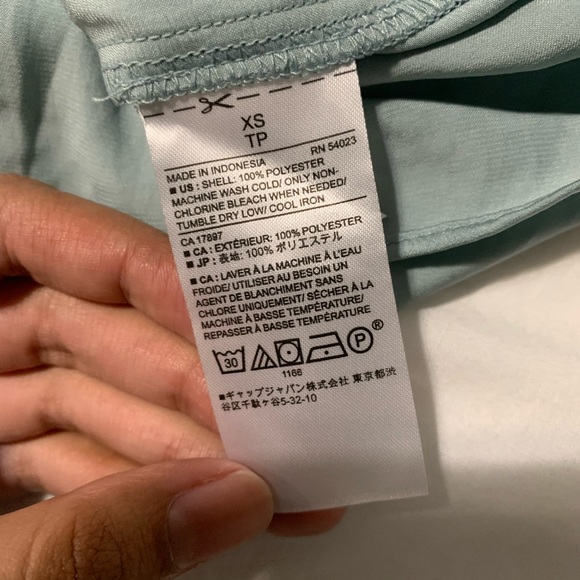 XS
TP
MADE IN INDONESIA RN 54023
■ US : SHELL: 100% POLYESTER
MACHINE WASH COLD/ ONLY NON-
CHLORINE BLEACH WHEN NEEDED/
TUMBLE DRY LOW/ COOL IRON
CA 17897
■ CA : EXTÉRIEUR: 100% POLYESTER
■ JP : 表地: 100% ポリエステル
■ CA : LAVER À LA MACHINE À L'EAU
FROIDE/ UTILISER AU BESOIN UN
AGENT DE BLANCHIMENT SANS
CHLORE UNIQUEMENT/ SÉCHER À LA
MACHINE À BASSE TEMPÉRATURE/
REPASSER À BASSE TEMPÉRATURE
30 P ®
1166
■ギャップジャパン株式会社 東京都渋
谷区千駄ヶ谷5-32-10